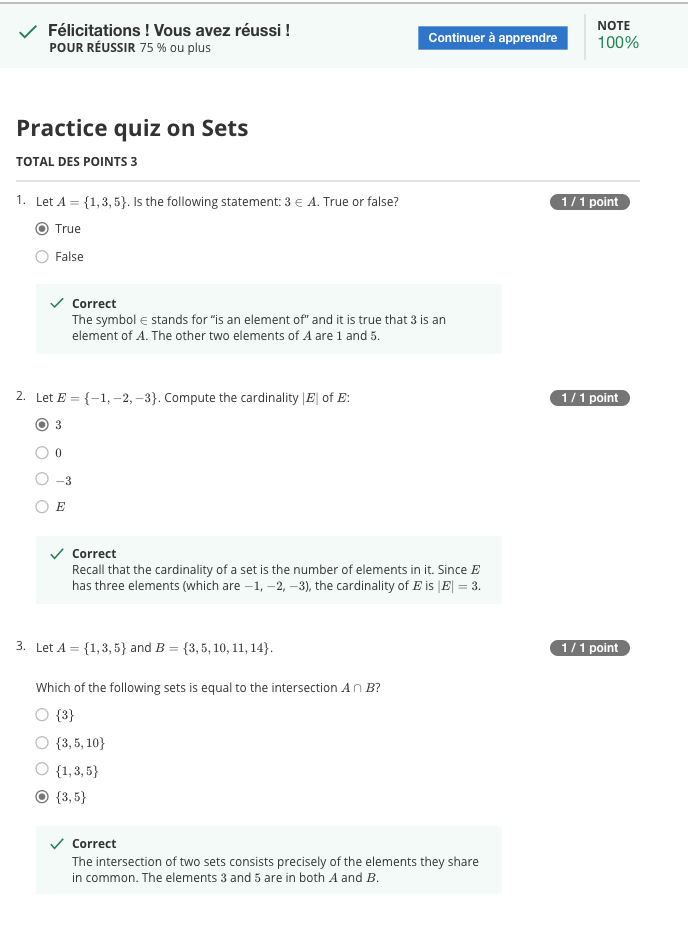 Félicitations ! Vous avez réussi !
POUR RÉUSSIR 75 % ou plus
Continuer à apprendre
NOTE
100%
Practice quiz on Sets
TOTAL DES POINTS 3
1. Let A = {1, 3, 5}. Is the following statement: 3 ∈ A. True or false?
1 / 1 point
True
False
Correct
The symbol ∈ stands for “is an element of” and it is true that 3 is an
element of A. The other two elements of A are 1 and 5.
2. Let E = {−1, −2, −3}. Compute the cardinality |E| of E:
1 / 1 point
3
0
−3
E
Correct
Recall that the cardinality of a set is the number of elements in it. Since E
has three elements (which are −1, −2, −3), the cardinality of E is |E| = 3.
3. Let A = {1, 3, 5} and B = {3, 5, 10, 11, 14}.
1 / 1 point
Which of the following sets is equal to the intersection A ∩ B?
{3}
{3, 5, 10}
{1, 3, 5}
{3, 5}
Correct
The intersection of two sets consists precisely of the elements they share
in common. The elements 3 and 5 are in both A and B.